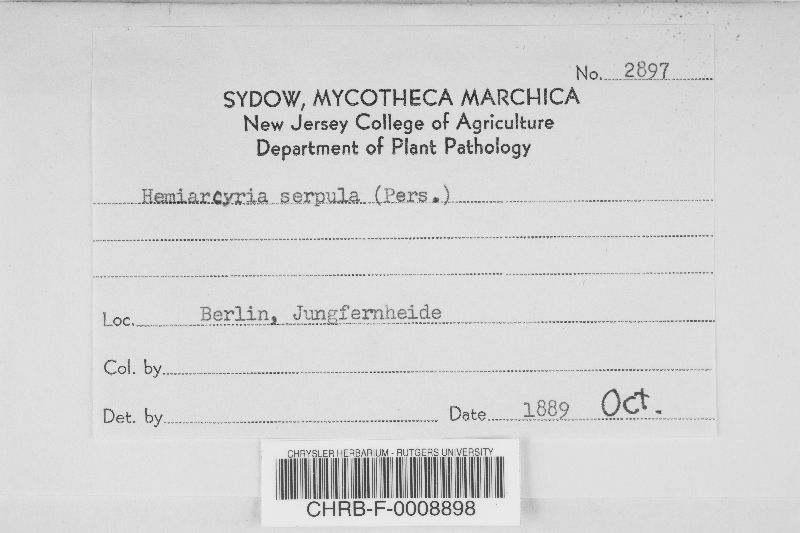 No. 2897
SYDOW, MYCOTHECA MARCHICA
New Jersey College of Agriculture
Department of Plant Pathology
Hemiarcyria serpula (Pers.)
Loc. Berlin, Jungfernheide
Col. by
Det. by Date 1889 Oct.
CHRYSLER HERBARIUM - RUTGERS UNIVERSITY
CHRB-F-0008898